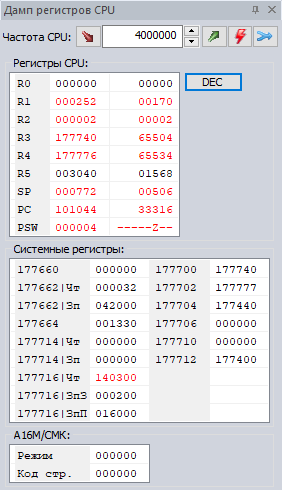 Дамп регистров CPU
Частота CPU: 4000000
Регистры CPU:
R0 000000 00000
DEC
R1 000252 00170
R2 000002 00002
R3 177740 65504
R4 177776 65534
R5 003040 01568
SP 000772 00506
PC 101044 33316
PSW 000004 -----Z--
Системные регистры:
177660 000000 177700 177740
177662|Чт 000032 177702 177777
177662|Зп 042000 177704 177440
177664 001330 177706 000000
177714|Чт 000000 177710 000000
177714|Зп 000000 177712 177400
177716|Чт 140300
177716|ЗпЗ 000200
177716|ЗпП 016000
А16М/СМК:
Режим 000000
Код стр. 000000